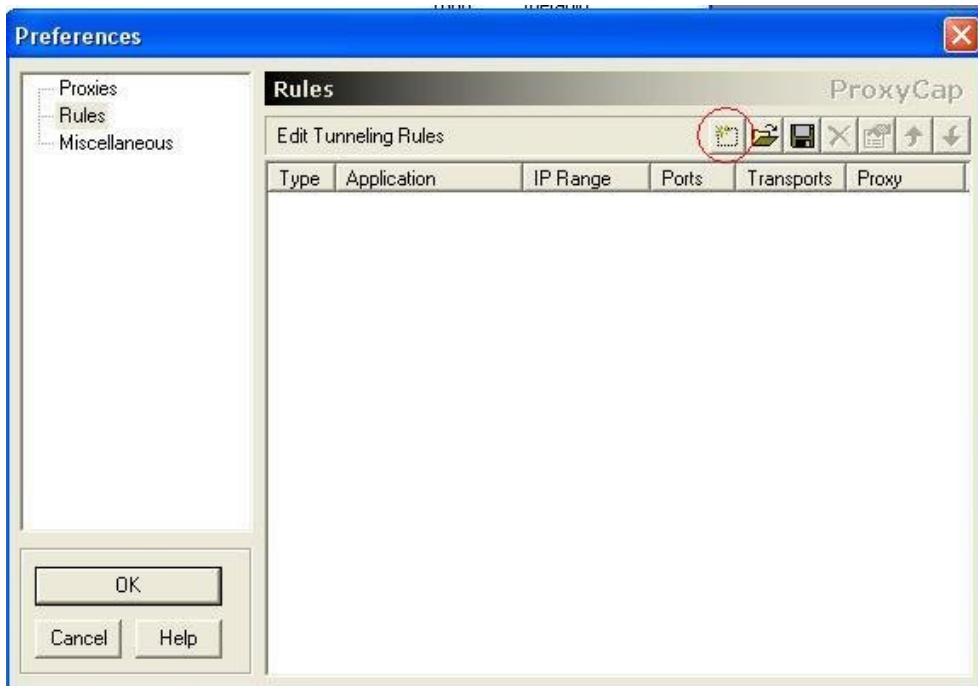 Preferences
Proxies
Rules
Miscellaneous
Rules ProxyCap
Edit Tunneling Rules
Type Application IP Range Ports Transports Proxy
OK
Cancel Help